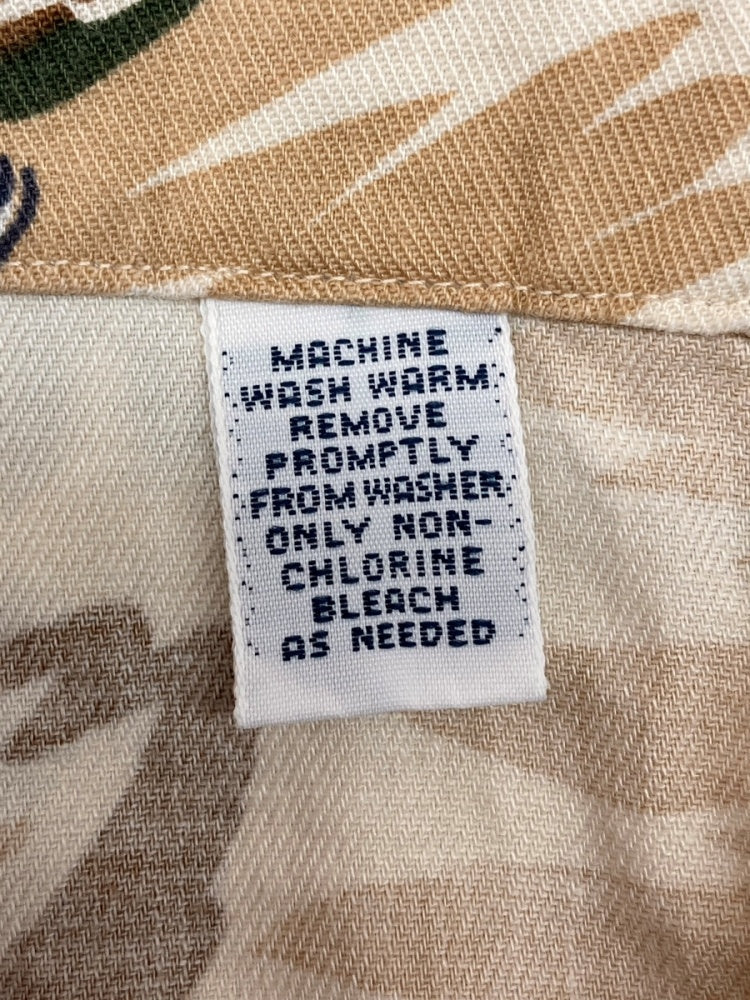 MACHINE
WASH WARM
REMOVE
PROMPTLY
FROM WASHER
ONLY NON-
CHLORINE
BLEACH
AS NEEDED